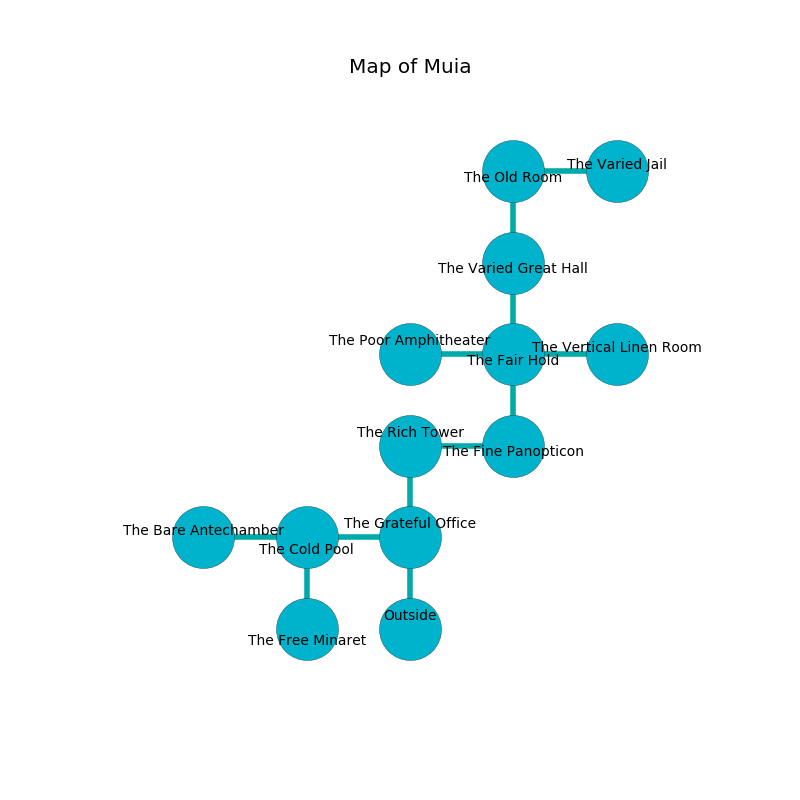 Map of Muia
The Varied Jail
The Old Room
The Varied Great Hall
The Poor Amphitheater
The Vertical Linen Room
The Fair Hold
The Rich Tower
The Fine Panopticon
The Grateful Office
The Bare Antechamber
The Cold Pool
Outside
The Free Minaret